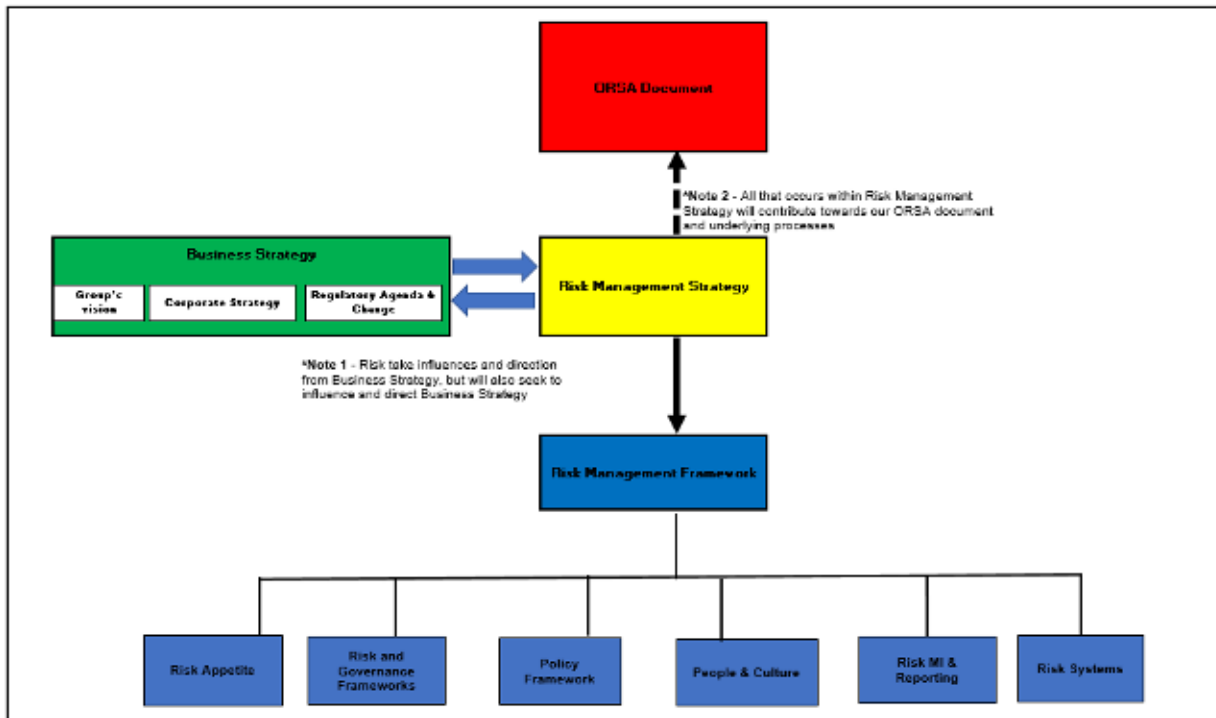 ORSA Document
*Note 2 - All that occurs within Risk Management
Strategy will contribute towards our ORSA document
and underlying processes
Business Strategy
Group's
vision
Corporate Strategy
Regulatory Agenda &
Change
Risk Management Strategy
*Note 1 - Risk take influences and direction
from Business Strategy, but will also seek to
influence and direct Business Strategy
Risk Management Framework
Risk Appetite
Risk and
Governance
Frameworks
Policy
Framework
People & Culture
Risk MI &
Reporting
Risk Systems